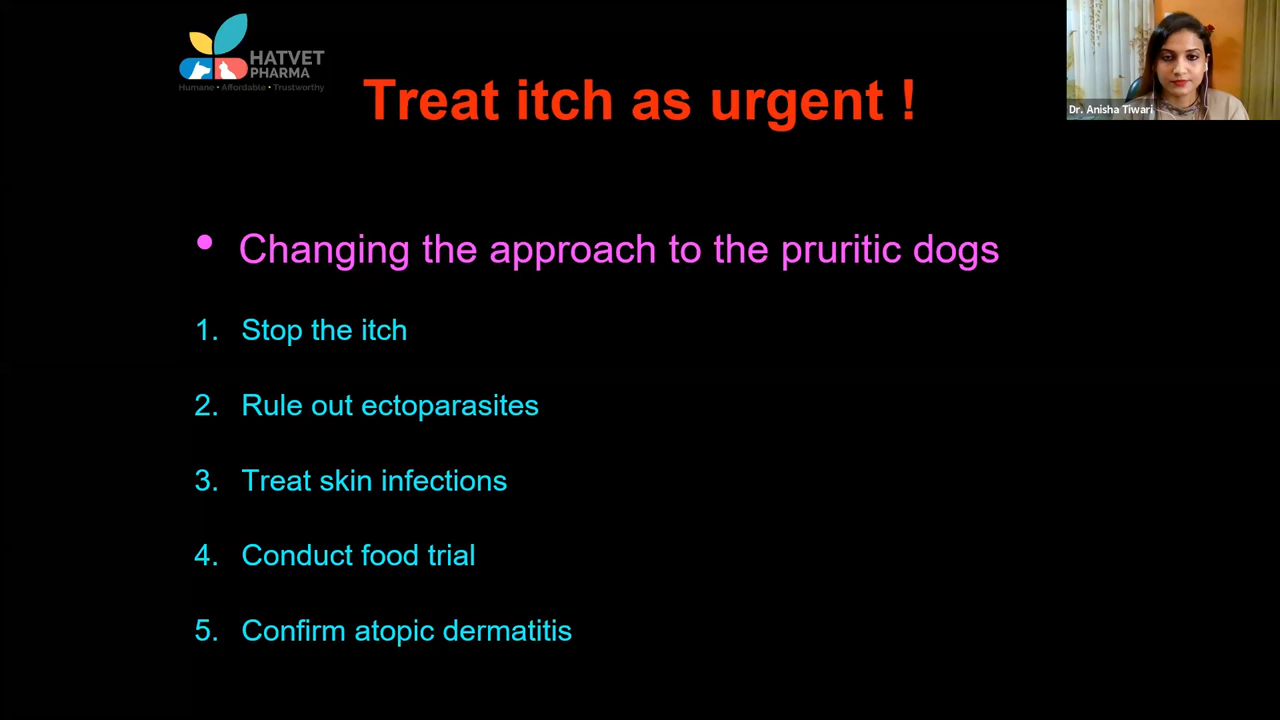 HATVET
PHARMA
Humane • Affordable • Trustworthy
Treat itch as urgent !
Dr. Anisha Tiwari
• Changing the approach to the pruritic dogs
1. Stop the itch
2. Rule out ectoparasites
3. Treat skin infections
4. Conduct food trial
5. Confirm atopic dermatitis